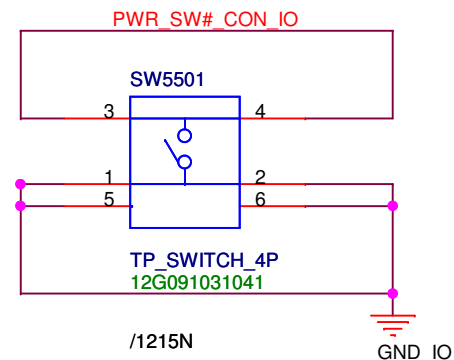 PWR_SW#_CON_IO
SW5501
3 4
1 2
5 6
TP_SWITCH_4P
12G091031041
/1215N
GND_IO